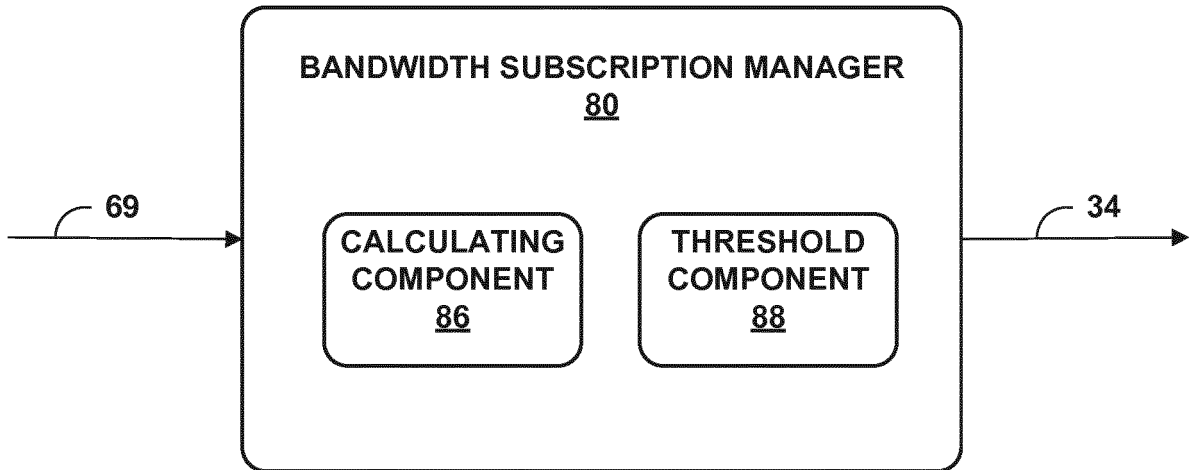 BANDWIDTH SUBSCRIPTION MANAGER
80
69
34
CALCULATING
COMPONENT
86
THRESHOLD
COMPONENT
88